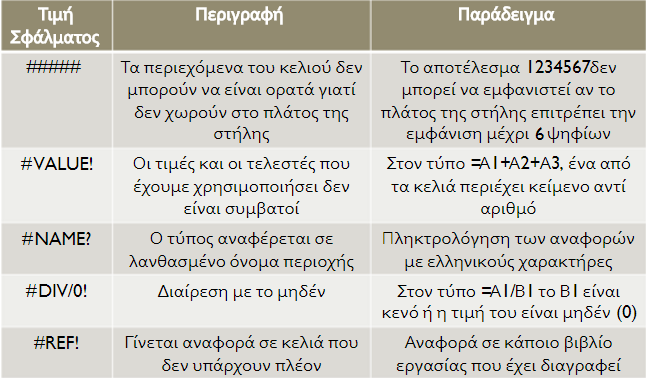 Τιμή Σφάλματος
Περιγραφή
Παράδειγμα
######
Τα περιεχόμενα του κελιού δεν
μπορούν να είναι ορατά γιατί
δεν χωρούν στο πλάτος της
στήλης
Το αποτέλεσμα 1234567δεν
μπορεί να εμφανιστεί αν το
πλάτος της στήλης επιτρέπει την
εμφάνιση μέχρι 6 ψηφίων
#VALUE!
Οι τιμές και οι τελεστές που
έχουμε χρησιμοποιήσει δεν
είναι συμβατοί
Στον τύπο =A1+A2+A3, ένα από
τα κελιά περιέχει κείμενο αντί
αριθμό
#NAME?
Ο τύπος αναφέρεται σε
λανθασμένο όνομα περιοχής
Πληκτρολόγηση των αναφορών
με ελληνικούς χαρακτήρες
#DIV/0!
Διαίρεση με το μηδέν
Στον τύπο =A1/B1 το B1 είναι
κενό ή η τιμή του είναι μηδέν (0)
#REF!
Γίνεται αναφορά σε κελιά που
δεν υπάρχουν πλέον
Αναφορά σε κάποιο βιβλίο
εργασίας που έχει διαγραφεί